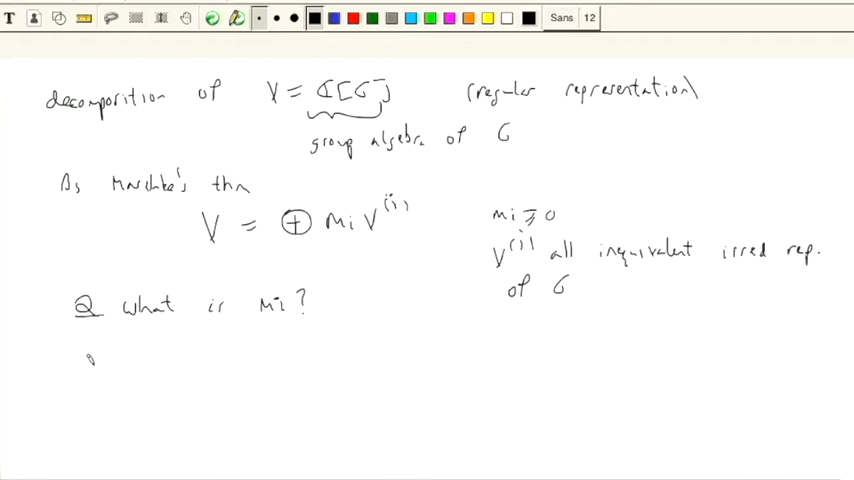 Sans 12
decomposition of V = ℂ[G] (regular representation)
group algebra of G
By Maschke's thm
V = ⊕ mi V^(i)
mi ≥ 0
V^(i) all inequivalent irred rep.
of G
Q What is mi?